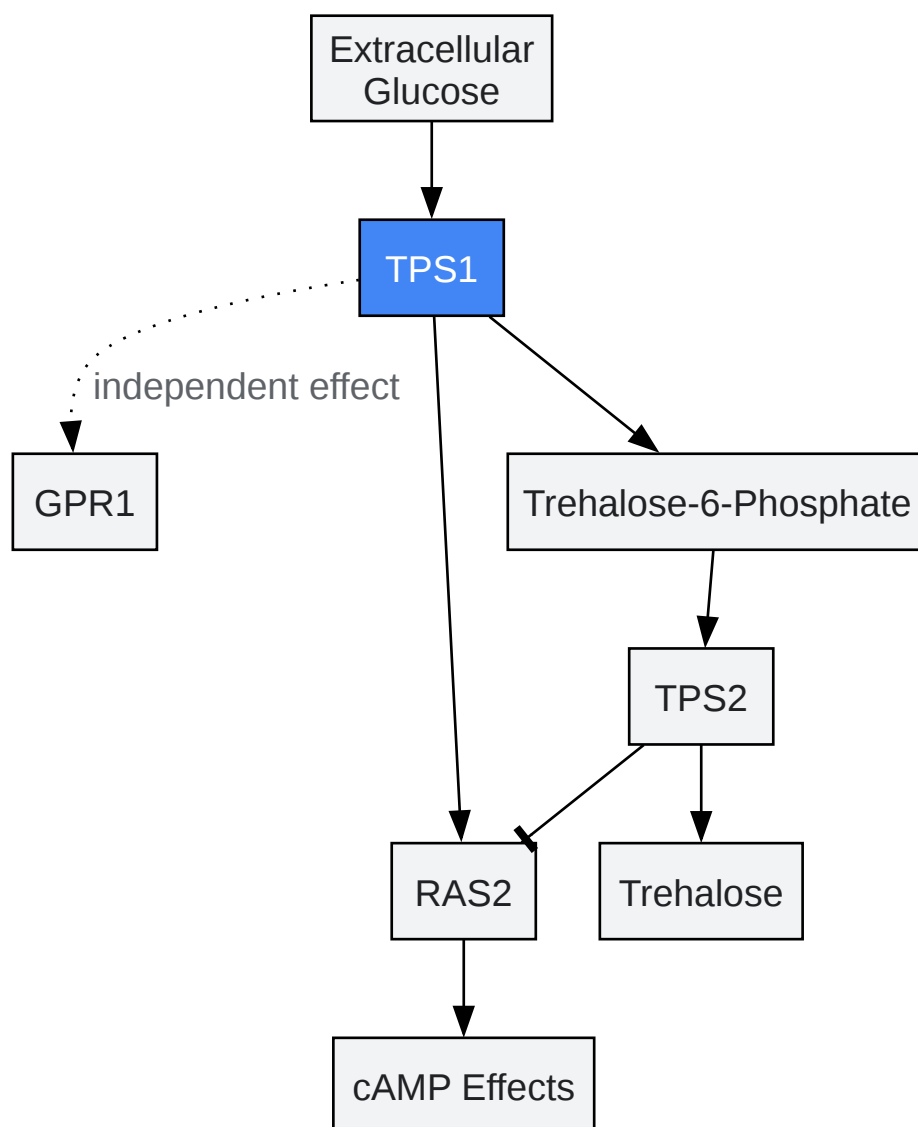 Extracellular
Glucose
TPS1
independent effect
GPR1
Trehalose-6-Phosphate
TPS2
RAS2
Trehalose
cAMP Effects